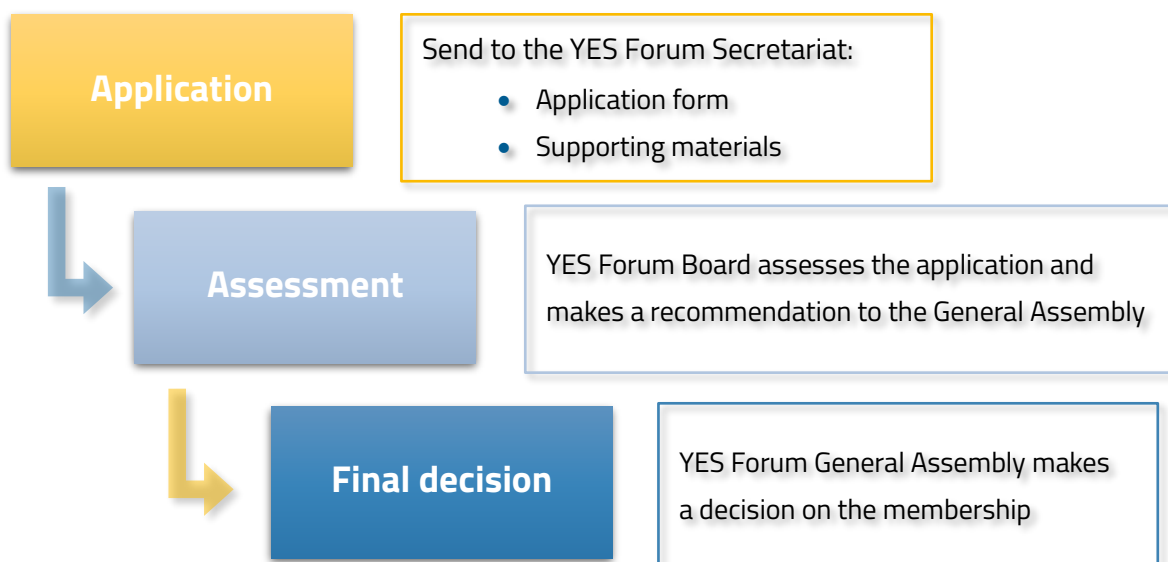 Application
Send to the YES Forum Secretariat:
• Application form
• Supporting materials
Assessment
YES Forum Board assesses the application and
makes a recommendation to the General Assembly
Final decision
YES Forum General Assembly makes
a decision on the membership